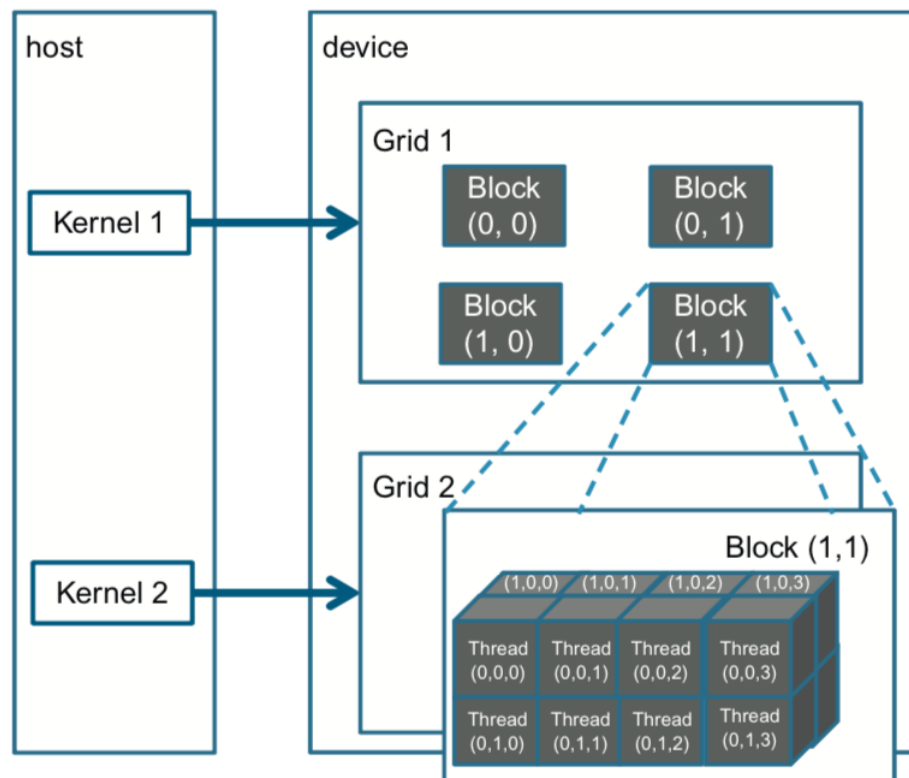 host
device
Grid 1
Block
(0, 0)
Block
(0, 1)
Kernel 1
Block
(1, 0)
Block
(1, 1)
Grid 2
Block (1,1)
Kernel 2
(1,0,0)
(1,0,1)
(1,0,2)
(1,0,3)
Thread
(0,0,0)
Thread
(0,0,1)
Thread
(0,0,2)
Thread
(0,0,3)
Thread
(0,1,0)
Thread
(0,1,1)
Thread
(0,1,2)
Thread
(0,1,3)